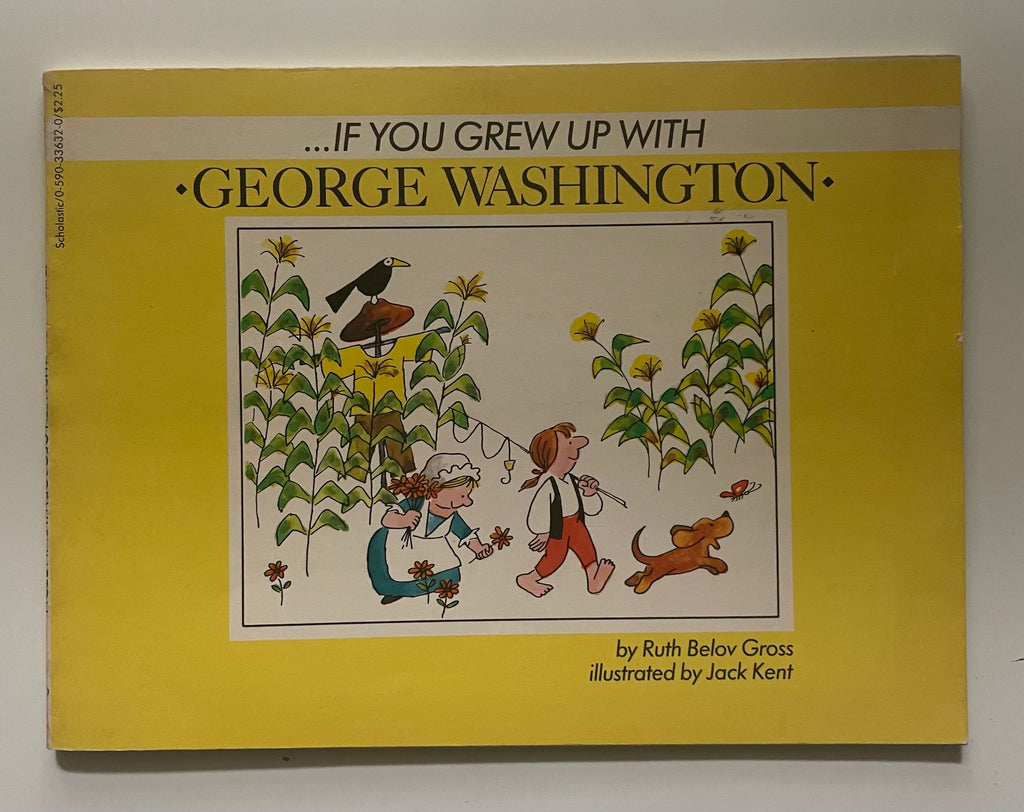 Scholastic/0-590-33632-0/$2.25
...IF YOU GREW UP WITH
•GEORGE WASHINGTON•
by Ruth Belov Gross
illustrated by Jack Kent